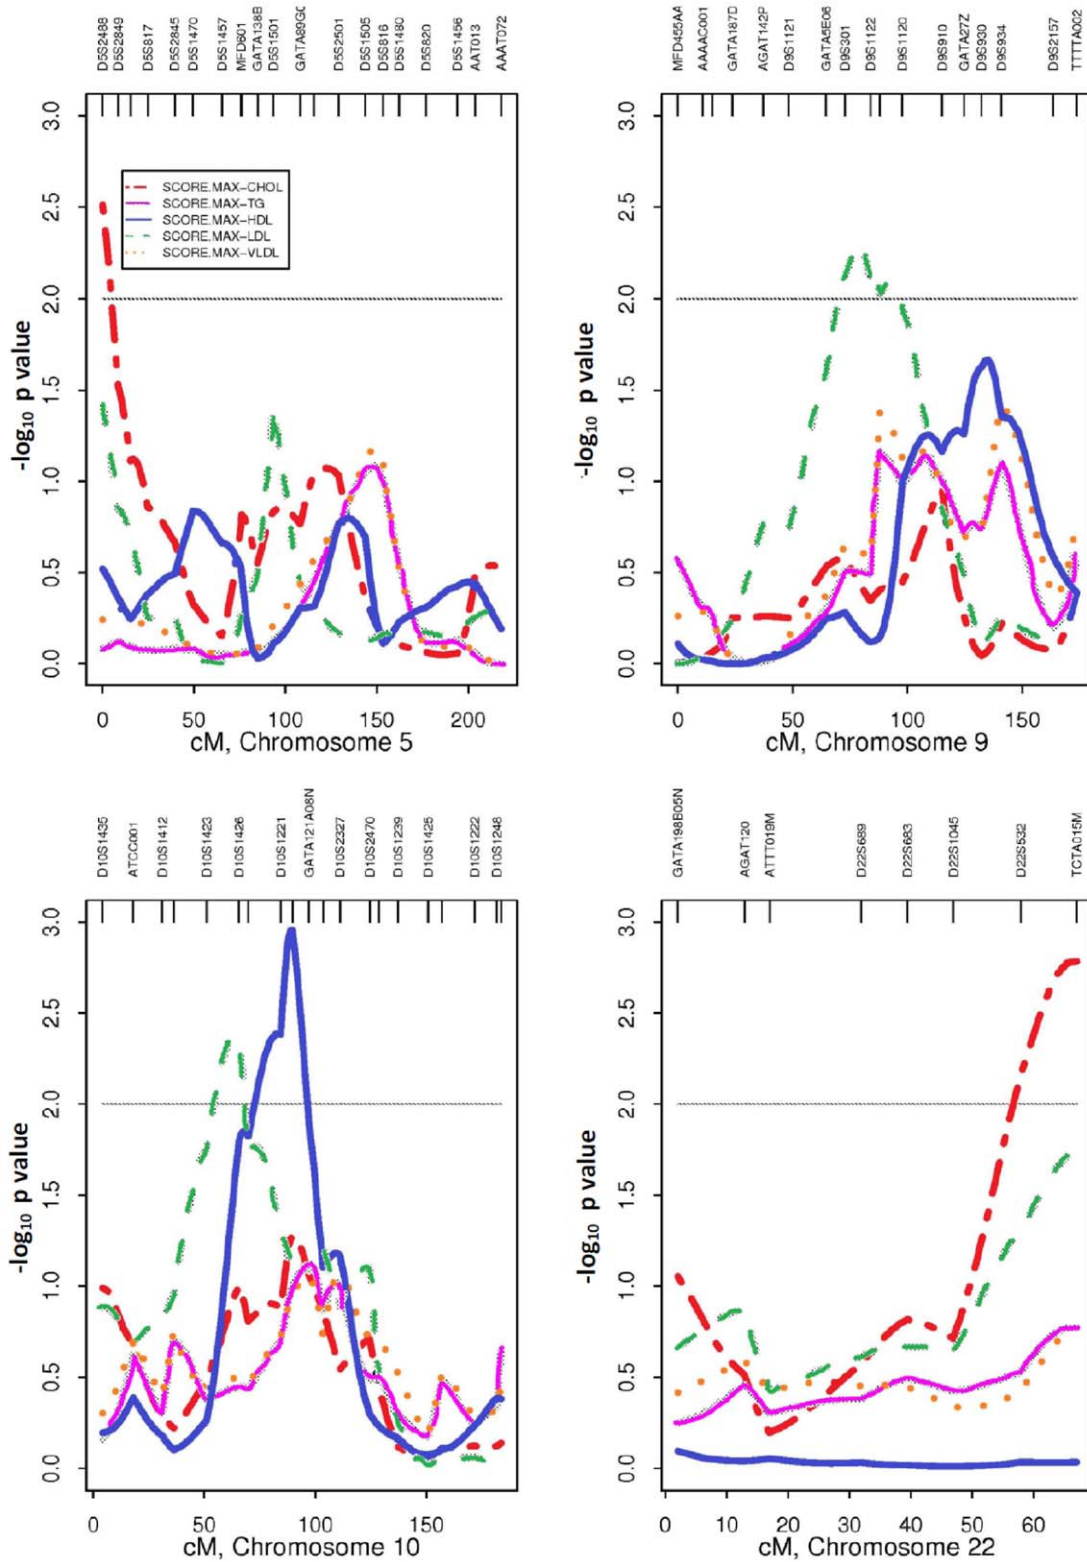 D5S2488
D5S2849
D5S817
D5S2845
D5S1470
D5S1457
MFD601
GATA138B
D5S1501
GATA89G0
D5S2501
D5S1505
D5S816
D5S1480
D5S820
D5S1456
AAT013
AAAT072
3.0
2.5
2.0
1.5
1.0
0.5
0.0
-log₁₀ p value
SCORE.MAX-CHOL
SCORE.MAX-TG
SCORE.MAX-HDL
SCORE.MAX-LDL
SCORE.MAX-VLDL
0 50 100 150 200
cM, Chromosome 5
MFD455AA
AAAC001
GATA187D
AGAT142P
D9S1121
GATA5E06
D9S301
D9S1122
D9S1120
D9S910
GATA27Z
D9S930
D9S934
D9S2157
TTTTA002
3.0
2.5
2.0
1.5
1.0
0.5
0.0
-log₁₀ p value
0 50 100 150
cM, Chromosome 9
D10S1435
ATCC001
D10S1412
D10S1423
D10S1426
D10S1221
GATA121A08N
D10S2327
D10S2470
D10S1239
D10S1425
D10S1222
D10S1248
3.0
2.5
2.0
1.5
1.0
0.5
0.0
-log₁₀ p value
0 50 100 150
cM, Chromosome 10
GATA198B05N
AGAT120
ATTT019M
D22S689
D22S683
D22S1045
D22S532
TCTA015M
3.0
2.5
2.0
1.5
1.0
0.5
0.0
-log₁₀ p value
0 10 20 30 40 50 60
cM, Chromosome 22